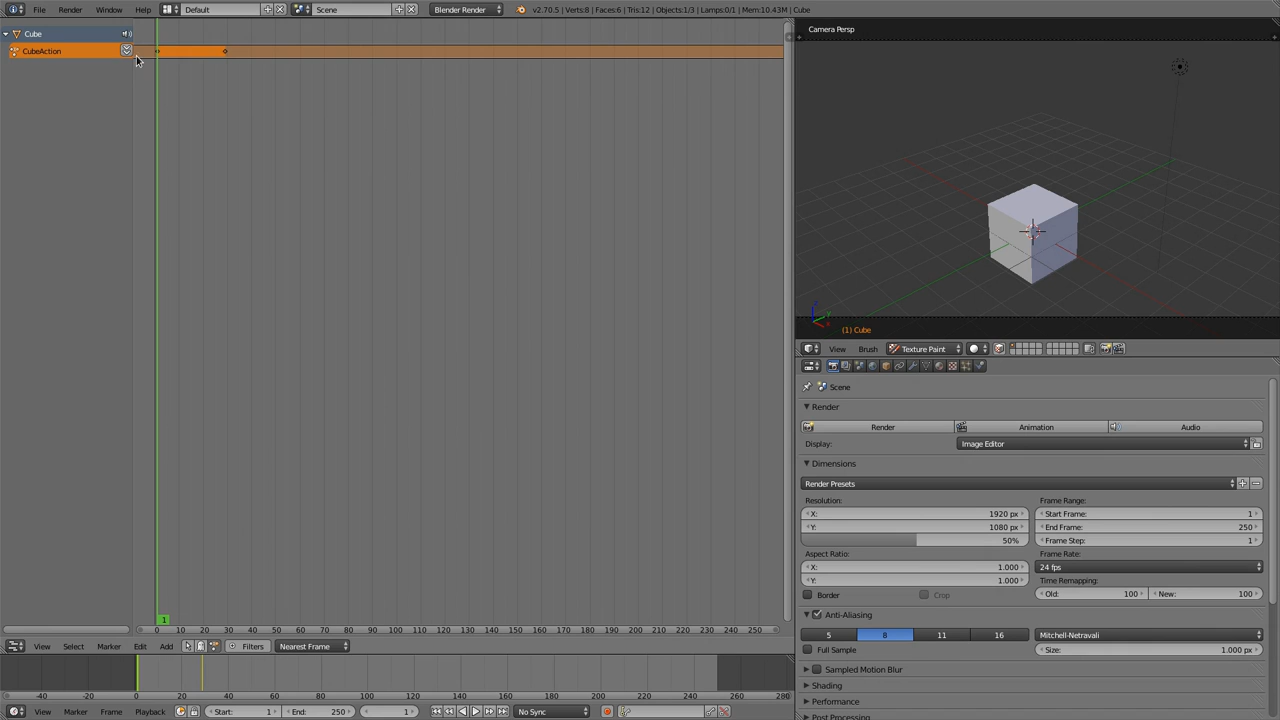 File Render Window Help Default Scene Blender Render v2.70.5 | Verts:8 | Faces:6 | Tris:12 | Objects:1/3 | Lamps:0/1 | Mem:10.43M | Cube
Cube
CubeAction
Camera Persp
(1) Cube
View Brush Texture Paint
Scene
Render
Render Animation Audio
Display: Image Editor
Dimensions
Render Presets
Resolution: Frame Range:
X: 1920 px Start Frame: 1
Y: 1080 px End Frame: 250
50% Frame Step: 1
Aspect Ratio: Frame Rate:
X: 1.000 24 fps
Y: 1.000 Time Remapping:
Border Crop Old: 100 New: 100
Anti-Aliasing
5 8 11 16 Mitchell-Netravali
Full Sample Size: 1.000 px
Sampled Motion Blur
Shading
Performance
Post Processing
1
0 10 20 30 40 50 60 70 80 90 100 110 120 130 140 150 160 170 180 190 200 210 220 230 240 250
View Select Marker Edit Add Filters Nearest Frame
-40 -20 0 20 40 60 80 100 120 140 160 180 200 220 240 260 280
View Marker Frame Playback Start: 1 End: 250 1 No Sync